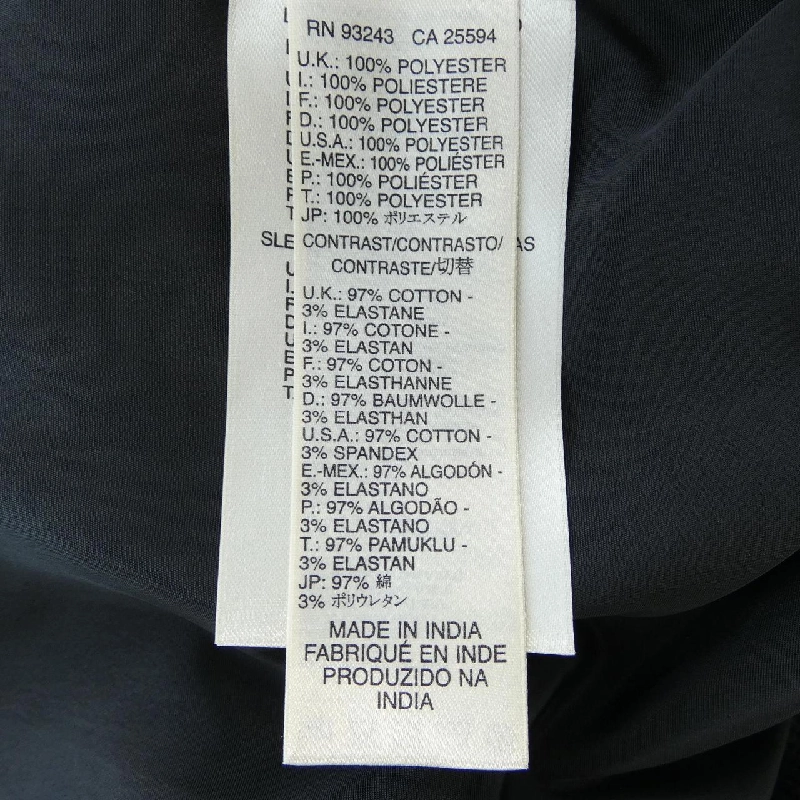 RN 93243 CA 25594
U.K.: 100% POLYESTER
I.: 100% POLIESTERE
F.: 100% POLYESTER
D.: 100% POLYESTER
U.S.A.: 100% POLYESTER
E.-MEX.: 100% POLIÉSTER
P.: 100% POLIÉSTER
T.: 100% POLYESTER
JP: 100% ポリエステル
SLE CONTRAST/CONTRASTO/ AS
CONTRASTE/切替
U.K.: 97% COTTON -
3% ELASTANE
I.: 97% COTONE -
3% ELASTAN
F.: 97% COTON -
3% ELASTHANNE
D.: 97% BAUMWOLLE -
3% ELASTHAN
U.S.A.: 97% COTTON -
3% SPANDEX
E.-MEX.: 97% ALGODÓN -
3% ELASTANO
P.: 97% ALGODÃO -
3% ELASTANO
T.: 97% PAMUKLU -
3% ELASTAN
JP: 97% 綿
3% ポリウレタン
MADE IN INDIA
FABRIQUÉ EN INDE
PRODUZIDO NA
INDIA